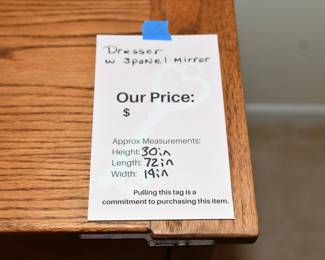 Dresser
w 3panel mirror
Our Price:
$
Approx Measurements:
Height: 30in
Length: 72in
Width: 19in
Pulling this tag is a
commitment to purchasing this item.